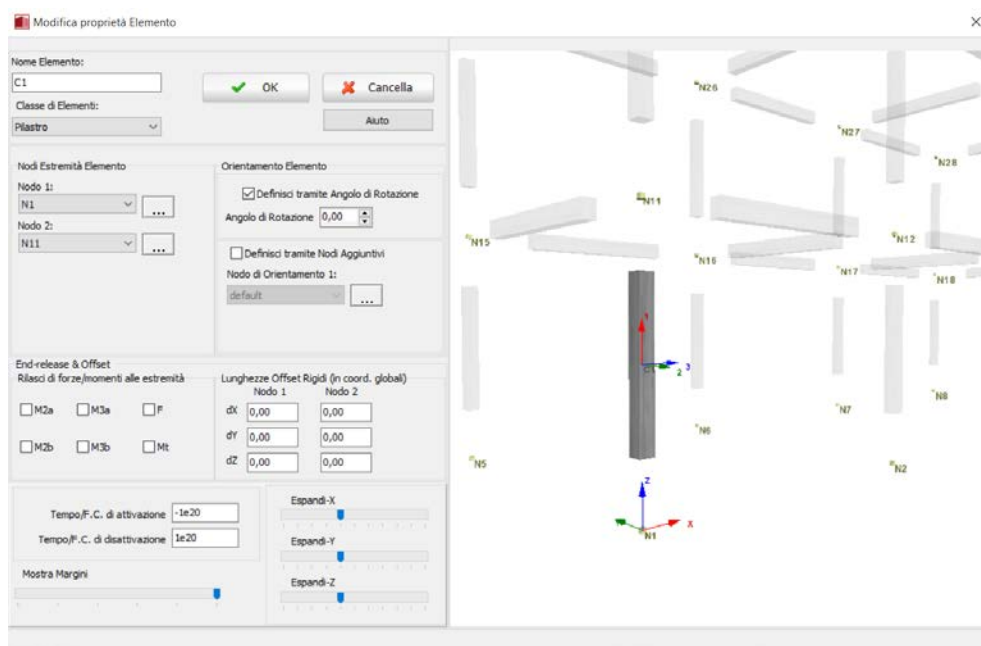 Modifica proprietà Elemento
Nome Elemento:
C1
OK
Cancella
Classe di Elementi:
Pilastro
Aiuto
Nodi Estremità Elemento
Nodo 1:
N1
...
Nodo 2:
N11
...
Orientamento Elemento
Definisci tramite Angolo di Rotazione
Angolo di Rotazione 0,00
Definisci tramite Nodi Aggiuntivi
Nodo di Orientamento 1:
default
...
End-release & Offset
Rilasci di forze/momenti alle estremità
M2a M3a F
M2b M3b Mt
Lunghezze Offset Rigidi (in coord. globali)
Nodo 1 Nodo 2
dX 0,00 0,00
dY 0,00 0,00
dZ 0,00 0,00
Tempo/F.C. di attivazione -1e20
Tempo/F.C. di disattivazione 1e20
Mostra Margini
Espandi-X
Espandi-Y
Espandi-Z
N26
N27
N28
N11
N15
N12
N16
N17
N18
1
2
3
N8
N7
N6
N5
N2
Z
X
N1